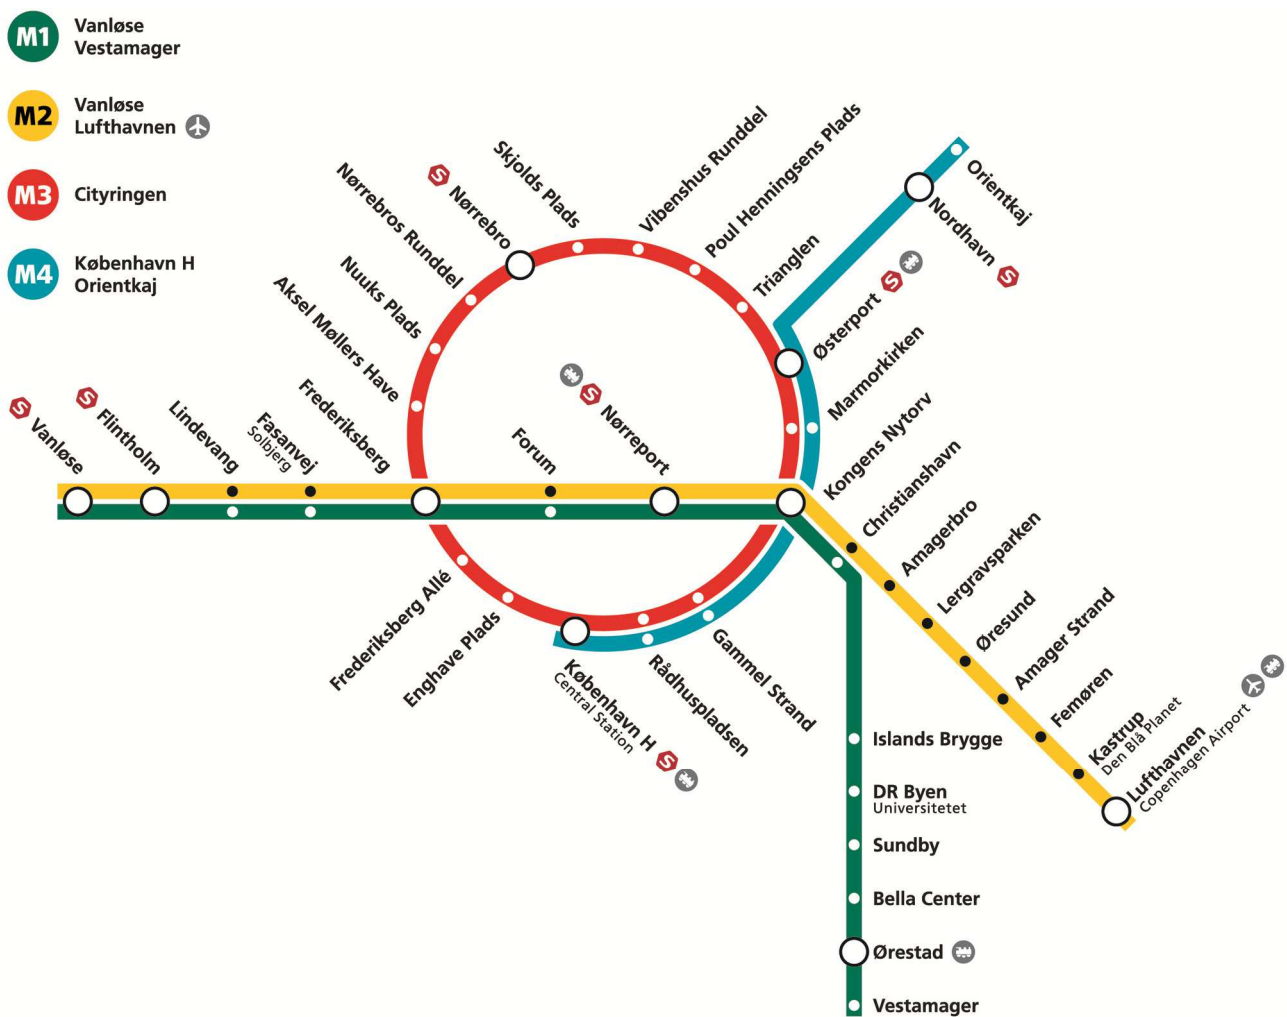 M1
Vanløse
Vestamager
M2
Vanløse
Lufthavnen
M3
Cityringen
M4
København H
Orientkaj
S Vanløse
S Flintholm
Lindevang
Fasanvej
Solbjerg
Frederiksberg
Aksel Møllers Have
Nuuks Plads
Nørrebros Runddel
S Nørrebro
Skjolds Plads
Vibenshus Runddel
Poul Henningsens Plads
Trianglen
Orientkaj
Nordhavn S
Østerport S
Marmorkirken
Kongens Nytorv
Forum
S Nørreport
Christianshavn
Amagerbro
Lergravsparken
Øresund
Amager Strand
Femøren
Kastrup
Den Blå Planet
Lufthavnen
Copenhagen Airport
Frederiksberg Allé
Enghave Plads
København H S
Central Station
Rådhuspladsen
Gammel Strand
Islands Brygge
DR Byen
Universitetet
Sundby
Bella Center
Ørestad
Vestamager